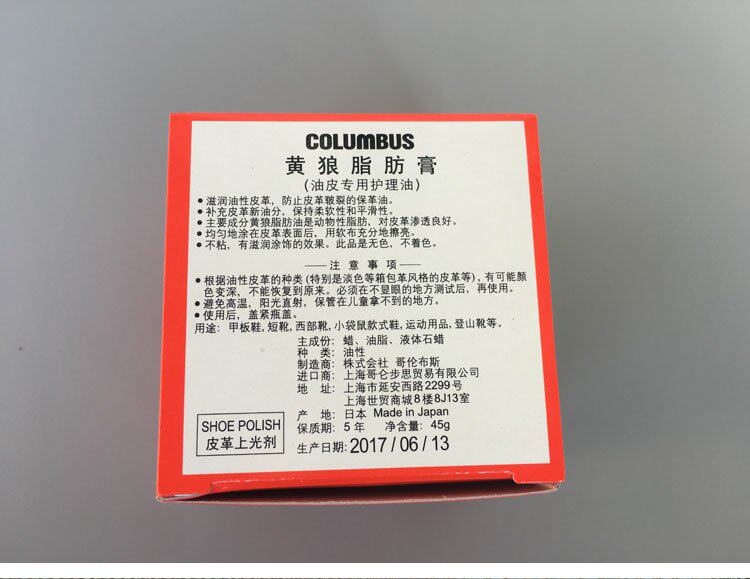 COLUMBUS
黄狼脂肪膏
(油皮专用护理油)
●滋润油性皮革，防止皮革皲裂的保革油。
●补充皮革新油分，保持柔软性和平滑性。
●主要成分黄狼脂肪油是动物性脂肪，对皮革渗透良好。
●均匀地涂在皮革表面后，用软布充分地擦亮。
●不粘，有滋润涂饰的效果。此品是无色，不着色。
注意事项
●根据油性皮革的种类(特别是淡色等箱包革风格的皮革等)，有可能颜
色变深，不能恢复到原来。必须在不显眼的地方测试后，再使用。
●避免高温，阳光直射，保管在儿童拿不到的地方。
●使用后，盖紧瓶盖。
用途：甲板鞋，短靴，西部靴，小袋鼠款式鞋，运动用品，登山靴等。
主成份：蜡、油脂、液体石蜡
种 类：油性
制造商：株式会社 哥伦布斯
进口商：上海哥仑步思贸易有限公司
地 址：上海市延安西路2299号
上海世贸商城8楼8J13室
产 地：日本 Made in Japan
保质期：5年 净含量：45g
SHOE POLISH
皮革上光剂
生产日期：2017/06/13